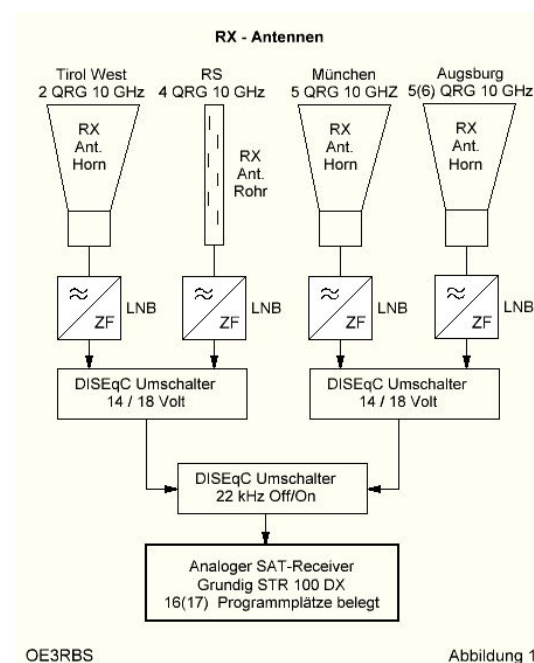 RX - Antennen
Tirol West
2 QRG 10 GHz
RS
4 QRG 10 GHz
München
5 QRG 10 GHZ
Augsburg
5(6) QRG 10 GHz
RX
Ant.
Horn
RX
Ant.
Rohr
RX
Ant.
Horn
RX
Ant.
Horn
≈
ZF
LNB
≈
ZF
LNB
≈
ZF
LNB
≈
ZF
LNB
DISEqC Umschalter
14 / 18 Volt
DISEqC Umschalter
14 / 18 Volt
DISEqC Umschalter
22 kHz Off/On
Analoger SAT-Receiver
Grundig STR 100 DX
16(17) Programmplätze belegt
OE3RBS
Abbildung 1